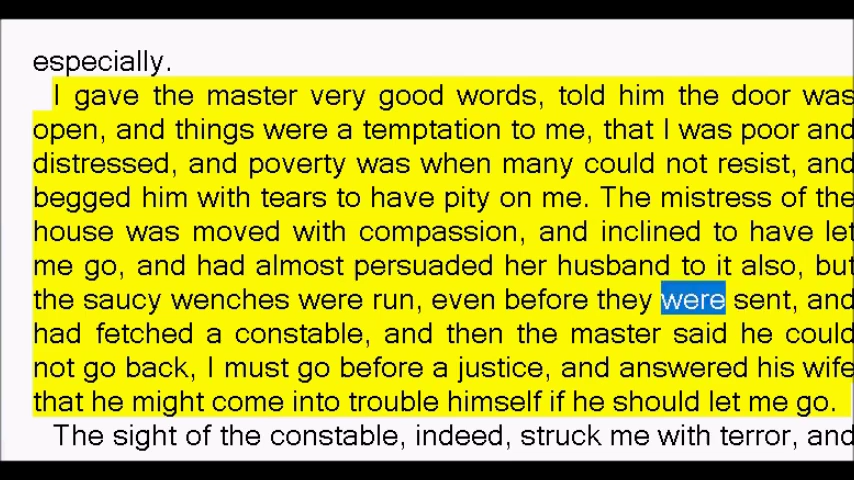 especially.
I gave the master very good words, told him the door was
open, and things were a temptation to me, that I was poor and
distressed, and poverty was when many could not resist, and
begged him with tears to have pity on me. The mistress of the
house was moved with compassion, and inclined to have let
me go, and had almost persuaded her husband to it also, but
the saucy wenches were run, even before they were sent, and
had fetched a constable, and then the master said he could
not go back, I must go before a justice, and answered his wife
that he might come into trouble himself if he should let me go.
The sight of the constable, indeed, struck me with terror, and